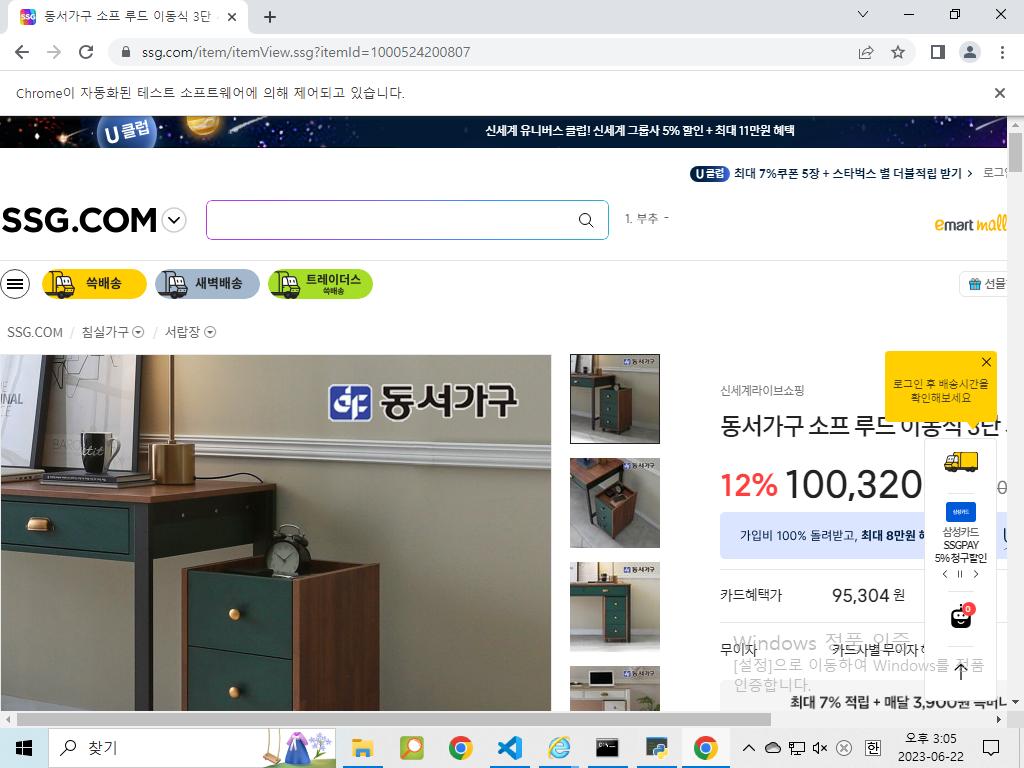 동서가구 소프 루드 이동식 3단
ssg.com/item/itemView.ssg?itemId=1000524200807
Chrome이 자동화된 테스트 소프트웨어에 의해 제어되고 있습니다.
U클럽
신세계 유니버스 클럽! 신세계 그룹사 5% 할인 + 최대 11만원 혜택
U클럽 최대 7%쿠폰 5장 + 스타벅스 별 더블적립 받기 > 로그인
SSG.COM
1. 부추 -
emart mall
쓱배송
새벽배송
트레이더스
쓱배송
선물
SSG.COM / 침실가구 / 서랍장
동서가구
로그인 후 배송시간을
확인해보세요
신세계라이브쇼핑
동서가구 소프 루드 이동식 3단
12% 100,320
가입비 100% 돌려받고, 최대 8만원
삼성카드
삼성카드
SSGPAY
5% 청구할인
카드혜택가 95,304 원
0
무이자 카드사별 무이자
Windows 정품 인증
[설정]으로 이동하여 Windows를 정품
인증합니다.
최대 7% 적립 + 매달 3,900원
찾기
한
오후 3:05
2023-06-22